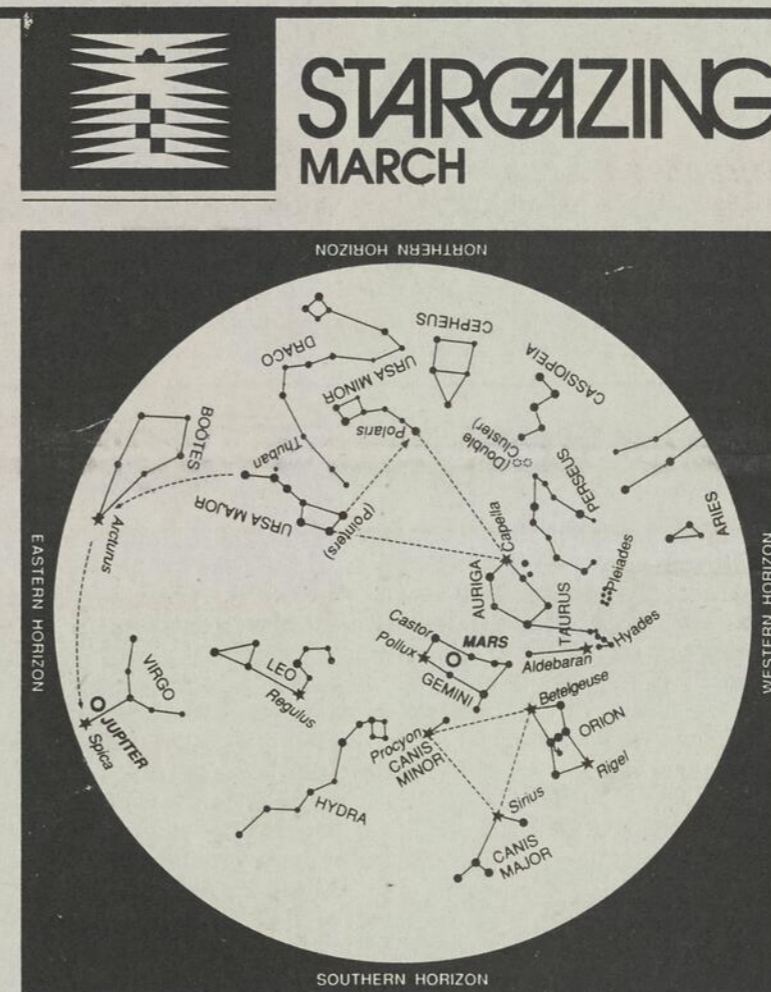 STARGAZING
MARCH
NORTHERN HORIZON
DRACO
CEPHEUS
URSA MINOR
CASSIOPEIA
Polaris
(Double
Cluster)
BOÖTES
Thuban
PERSEUS
URSA MAJOR
(Pointers)
ARIES
Arcturus
Capella
EASTERN HORIZON
WESTERN HORIZON
AURIGA
Pleiades
TAURUS
Castor
MARS
Hyades
Pollux
Aldebaran
VIRGO
LEO
GEMINI
Regulus
Betelgeuse
JUPITER
Spica
ORION
Procyon
CANIS
MINOR
Rigel
HYDRA
Sirius
CANIS
MAJOR
SOUTHERN HORIZON